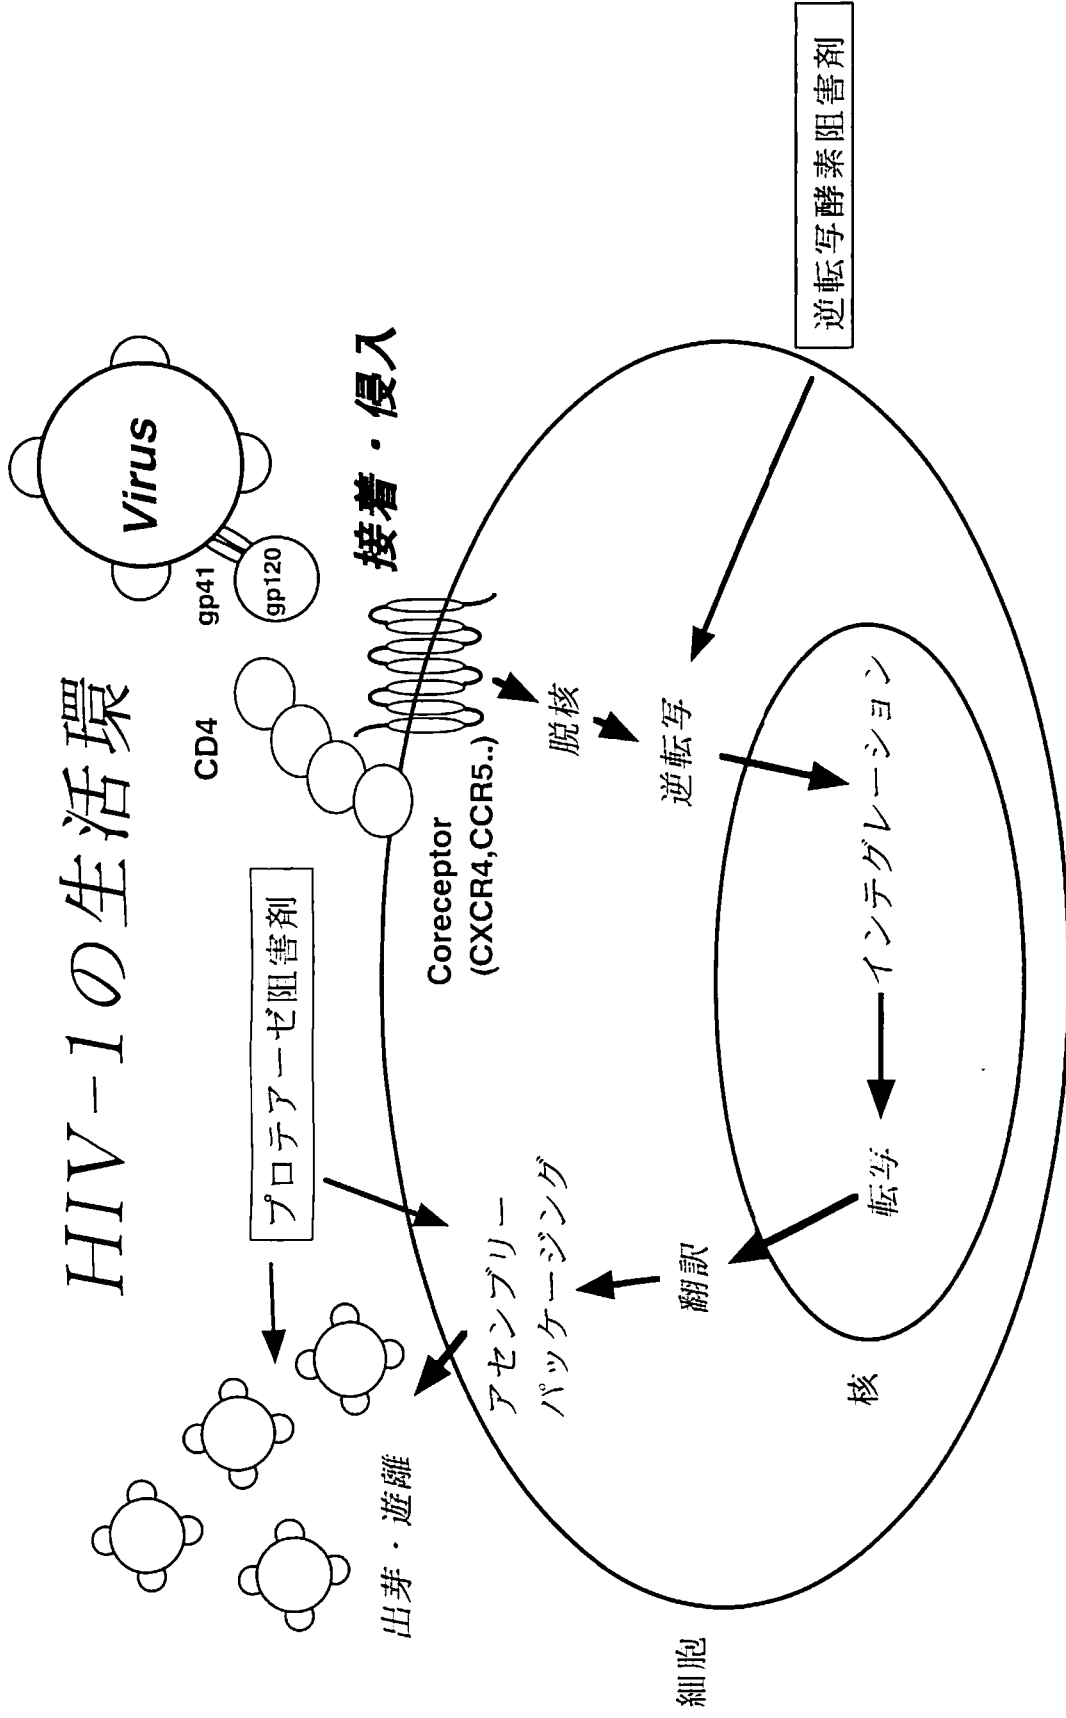 HIV-1の生活環
Virus
gp41
gp120
CD4
接着・侵入
プロテアーゼ阻害剤
Coreceptor
(CXCR4,CCR5..)
脱核
逆転写
逆転写酵素阻害剤
インテグレーション
転写
翻訳
アセンブリー
パッケージング
出芽・遊離
核
細胞